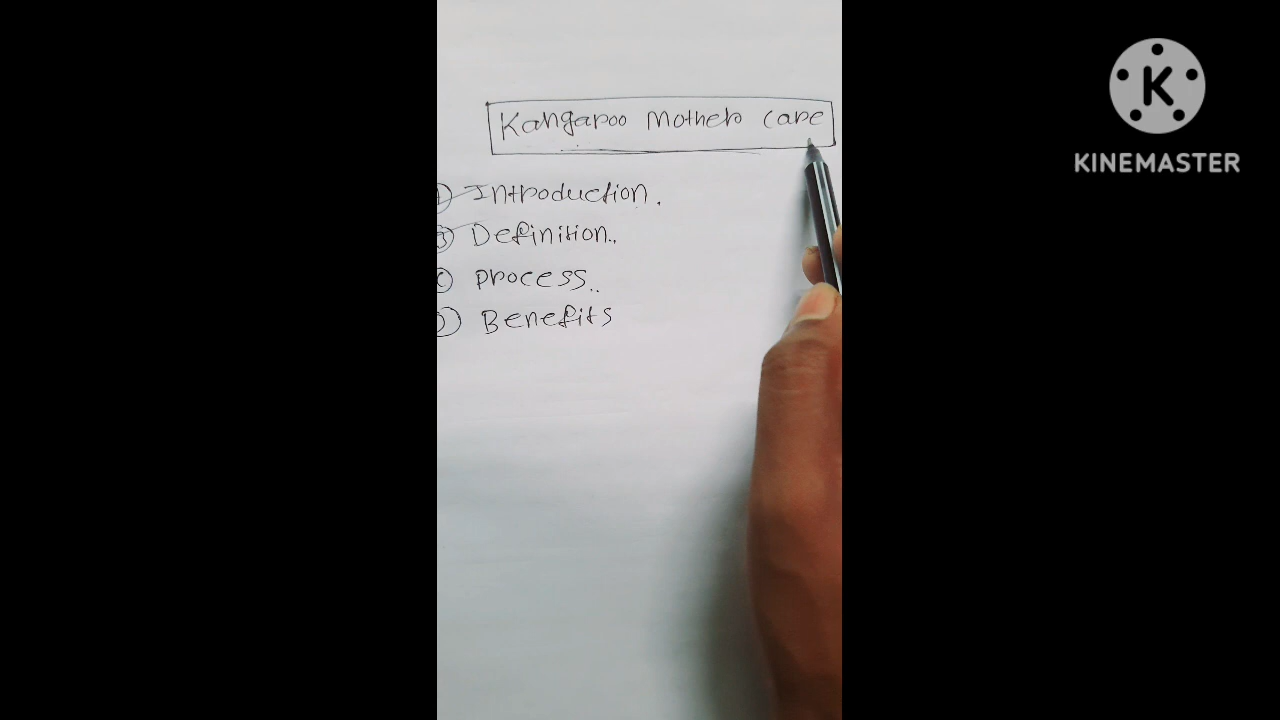 Kangaroo Mother Care
A) Introduction.
B) Definition..
C) process..
D) Benefits
K
KINEMASTER